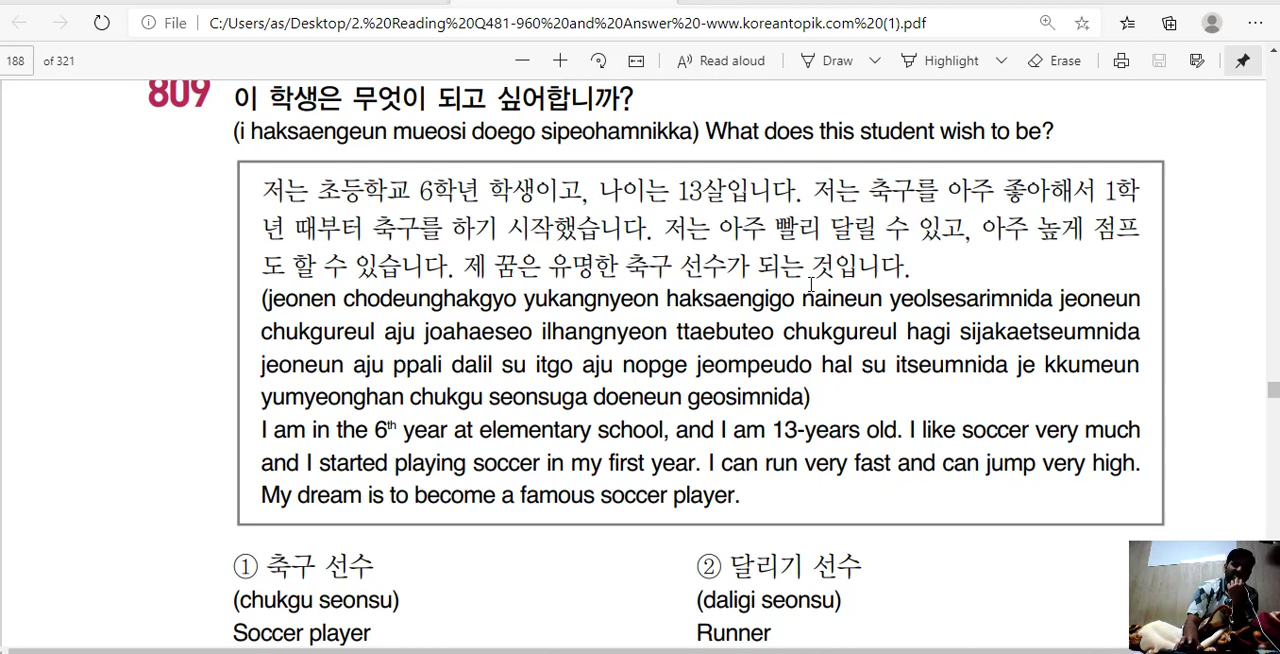 File C:/Users/as/Desktop/2.%20Reading%20Q481-960%20and%20Answer%20-www.koreantopik.com%20(1).pdf
188 of 321 Read aloud Draw Highlight Erase
809 이 학생은 무엇이 되고 싶어합니까?
(i haksaengeun mueosi doego sipeohamnikka) What does this student wish to be?
저는 초등학교 6학년 학생이고, 나이는 13살입니다. 저는 축구를 아주 좋아해서 1학
년 때부터 축구를 하기 시작했습니다. 저는 아주 빨리 달릴 수 있고, 아주 높게 점프
도 할 수 있습니다. 제 꿈은 유명한 축구 선수가 되는 것입니다.
(jeonen chodeunghakgyo yukangnyeon haksaengigo naineun yeolsesarimnida jeoneun
chukgureul aju joahaeseo ilhangnyeon ttaebuteo chukgureul hagi sijakaetseumnida
jeoneun aju ppali dalil su itgo aju nopge jeompeudo hal su itseumnida je kkumeun
yumyeonghan chukgu seonsuga doeneun geosimnida)
I am in the 6th year at elementary school, and I am 13-years old. I like soccer very much
and I started playing soccer in my first year. I can run very fast and can jump very high.
My dream is to become a famous soccer player.
① 축구 선수 ② 달리기 선수
(chukgu seonsu) (daligi seonsu)
Soccer player Runner